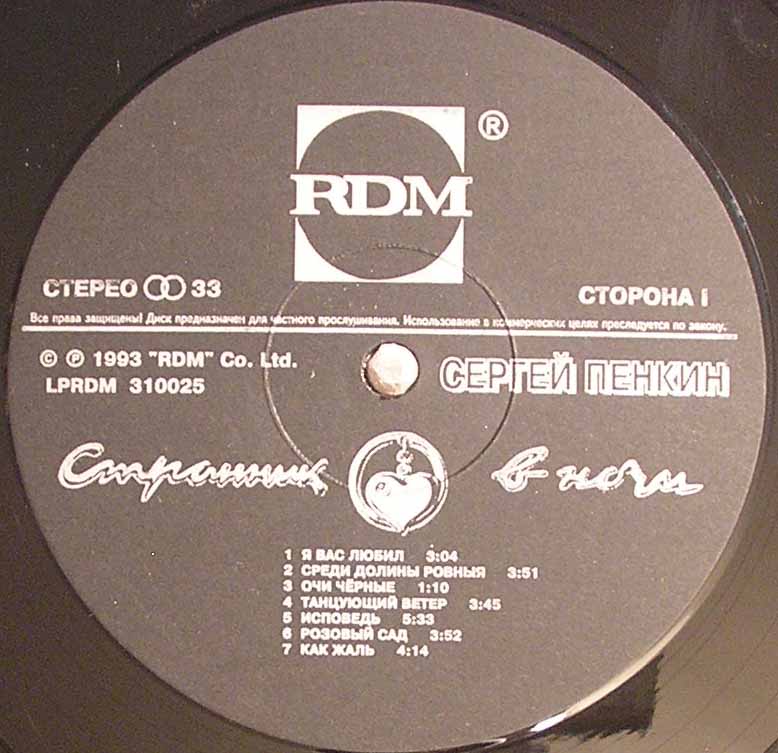 RDM ®
СТЕРЕО 33
СТОРОНА I
Все права защищены! Диск предназначен для частного прослушивания. Использование в коммерческих целях преследуется по закону.
© ℗ 1993 "RDM" Co. Ltd.
LPRDM 310025
СЕРГЕЙ ПЕНКИН
Странник в ночи
1 Я ВАС ЛЮБИЛ 3:04
2 СРЕДИ ДОЛИНЫ РОВНЫЯ 3:51
3 ОЧИ ЧЁРНЫЕ 1:10
4 ТАНЦУЮЩИЙ ВЕТЕР 3:45
5 ИСПОВЕДЬ 5:33
6 РОЗОВЫЙ САД 3:52
7 КАК ЖАЛЬ 4:14